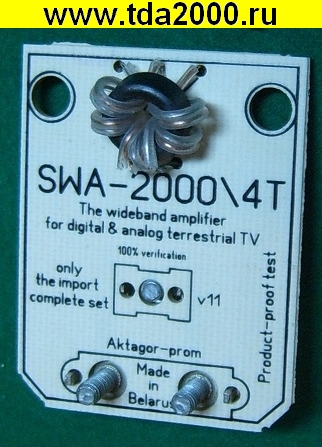 www.tda2000.ru
SWA-2000\4T
The wideband amplifier
for digital & analog terrestrial TV
100% verification
only
the import
complete set
v11
Product-proof test
Aktagor-prom
Made
in
Belarus